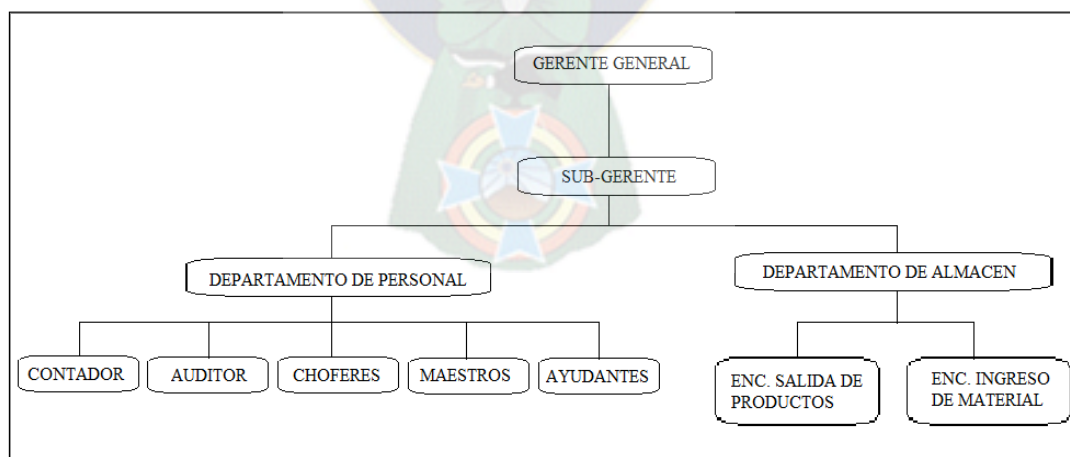 GERENTE GENERAL
SUB-GERENTE
DEPARTAMENTO DE PERSONAL
DEPARTAMENTO DE ALMACEN
CONTADOR
AUDITOR
CHOFERES
MAESTROS
AYUDANTES
ENC. SALIDA DE
PRODUCTOS
ENC. INGRESO
DE MATERIAL